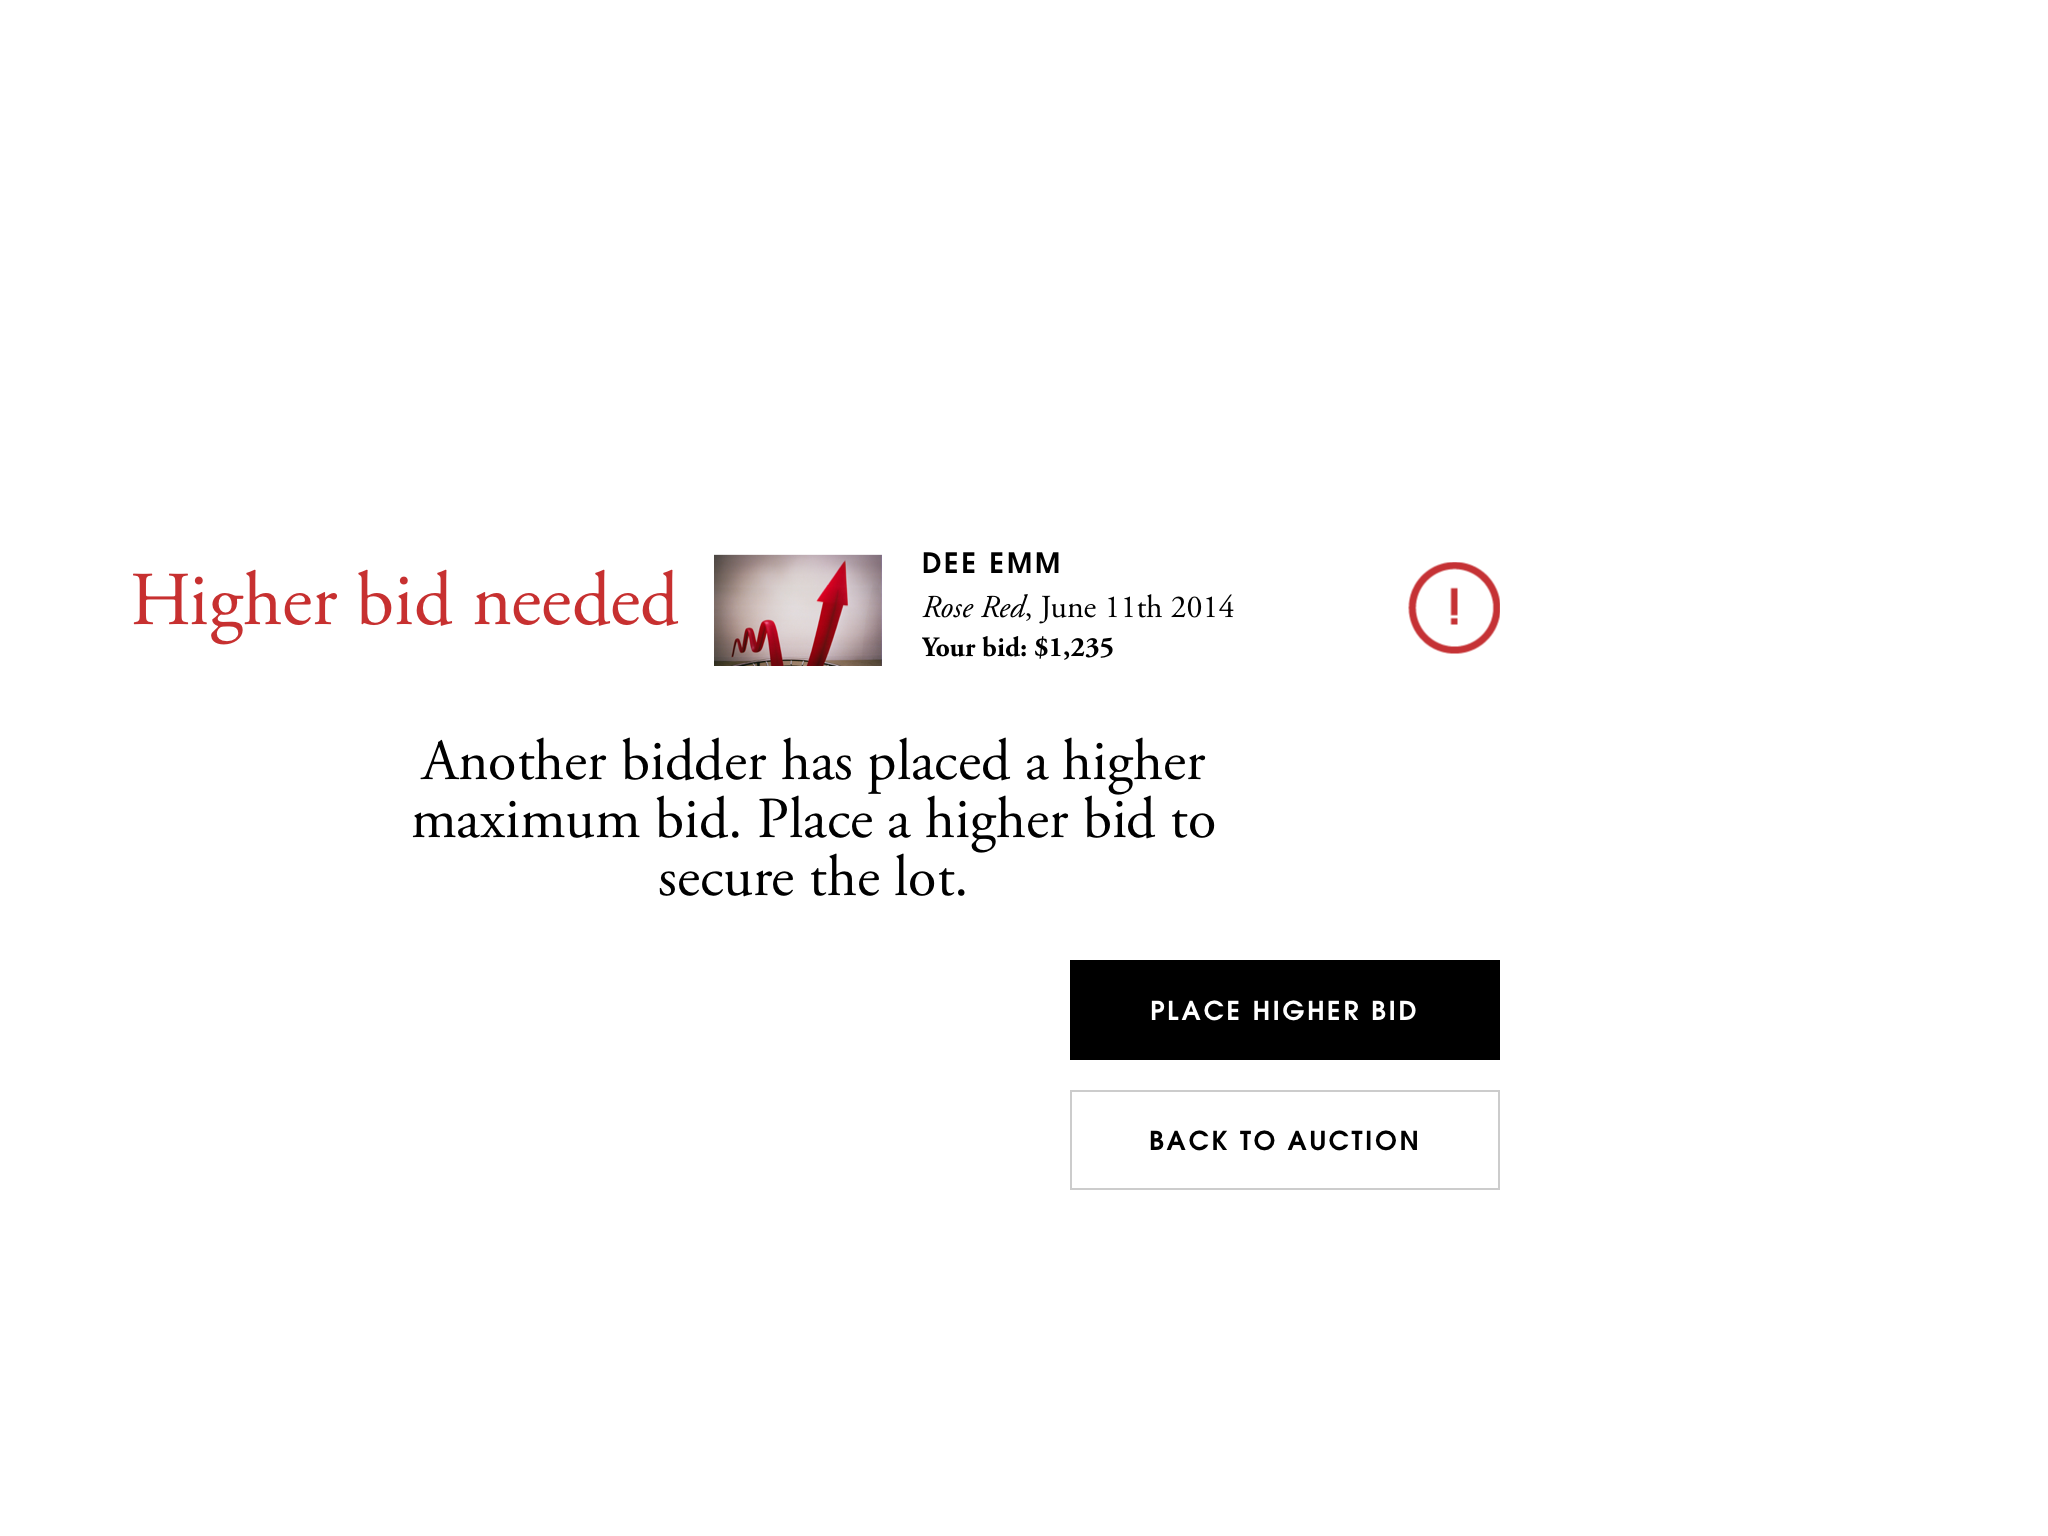 Higher bid needed
DEE EMM
Rose Red, June 11th 2014
Your bid: $1,235
!
Another bidder has placed a higher
maximum bid. Place a higher bid to
secure the lot.
PLACE HIGHER BID
BACK TO AUCTION